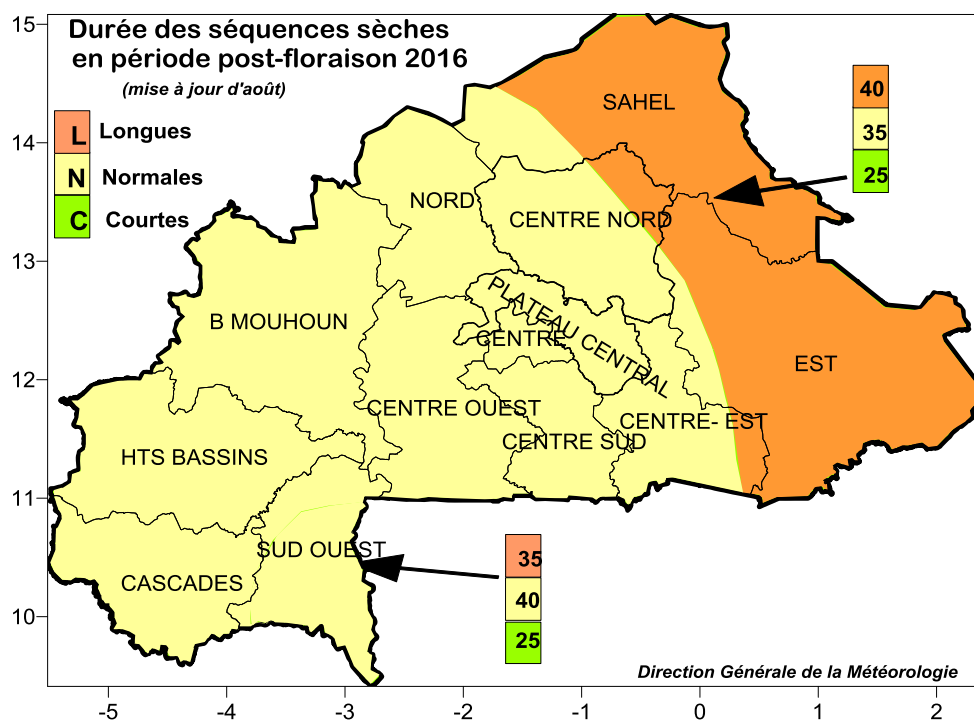 Durée des séquences sèches
en période post-floraison 2016
(mise à jour d'août)
L Longues
N Normales
C Courtes
40
35
25
SAHEL
NORD
CENTRE NORD
B MOUHOUN
PLATEAU CENTRAL
CENTRE
EST
CENTRE OUEST
CENTRE- EST
CENTRE SUD
HTS BASSINS
SUD OUEST
CASCADES
35
40
25
Direction Générale de la Météorologie
15
14
13
12
11
10
-5 -4 -3 -2 -1 0 1 2